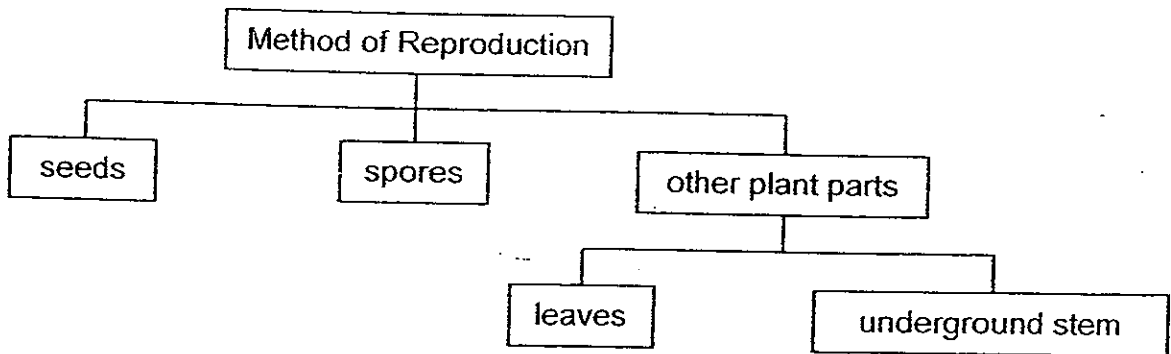 Method of Reproduction
seeds
spores
other plant parts
leaves
underground stem